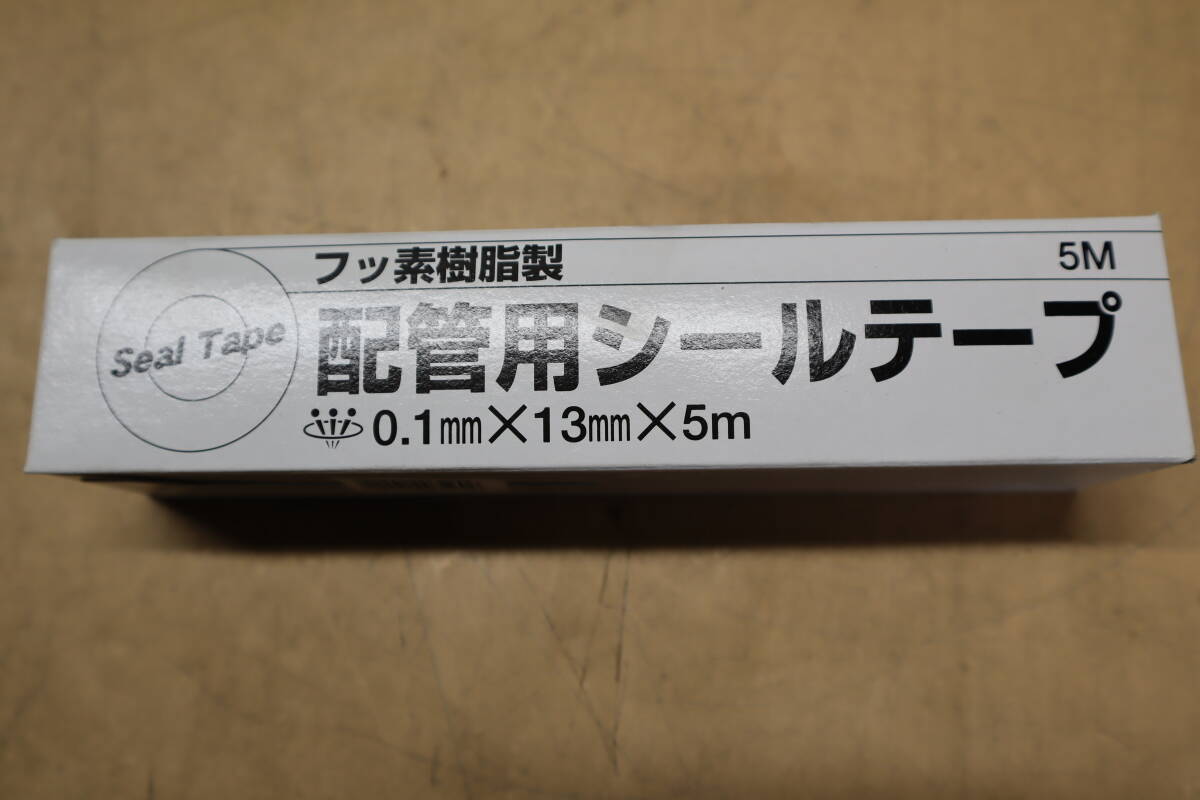 フッ素樹脂製 5M
Seal Tape
配管用シールテープ
0.1㎜×13㎜×5m